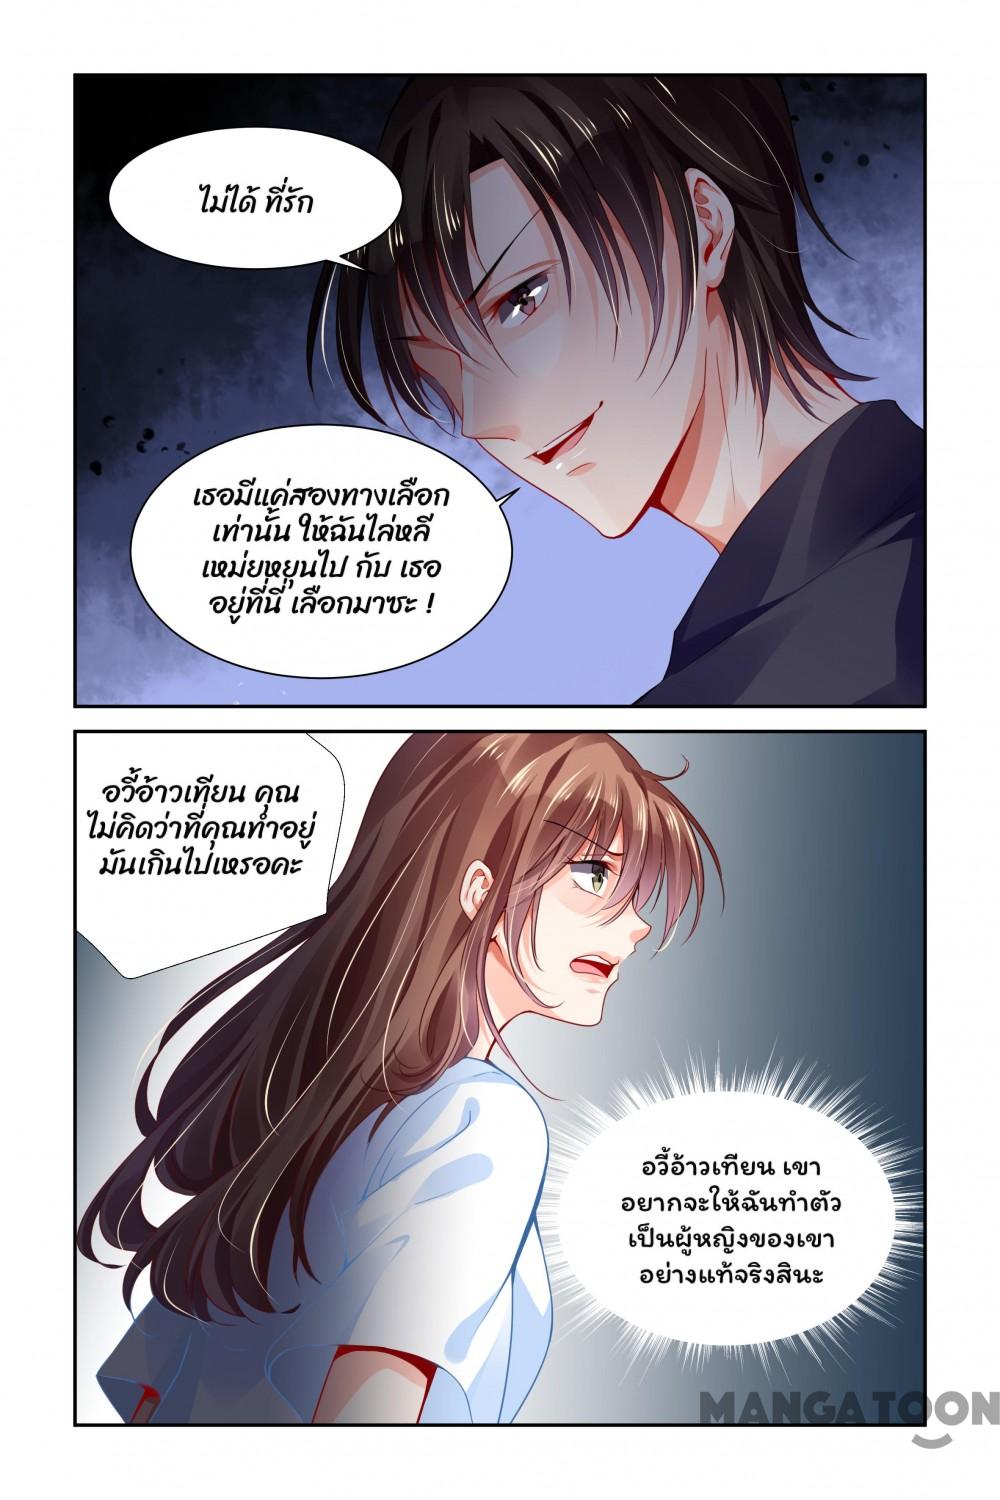 ไม่ได้ ที่รัก
เธอมีแค่สองทางเลือก
เท่านั้น ให้ฉันไล่หลี
เหม่ยหยุนไป กับ เธอ
อยู่ที่นี่ เลือกมาซะ !
อวี้อ้าวเทียน คุณ
ไม่คิดว่าที่คุณทำอยู่
มันเกินไปเหรอคะ
อวี้อ้าวเทียน เขา
อยากจะให้ฉันทำตัว
เป็นผู้หญิงของเขา
อย่างแท้จริงสินะ
MANGATOON